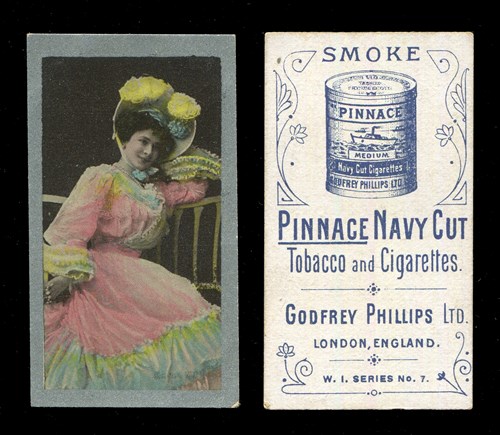 SMOKE
PINNACE
MEDIUM
Navy Cut Cigarettes
GODFREY PHILLIPS LTD
PINNACE NAVY CUT
Tobacco and Cigarettes.
GODFREY PHILLIPS LTD.
LONDON, ENGLAND.
W. I. SERIES No. 7.